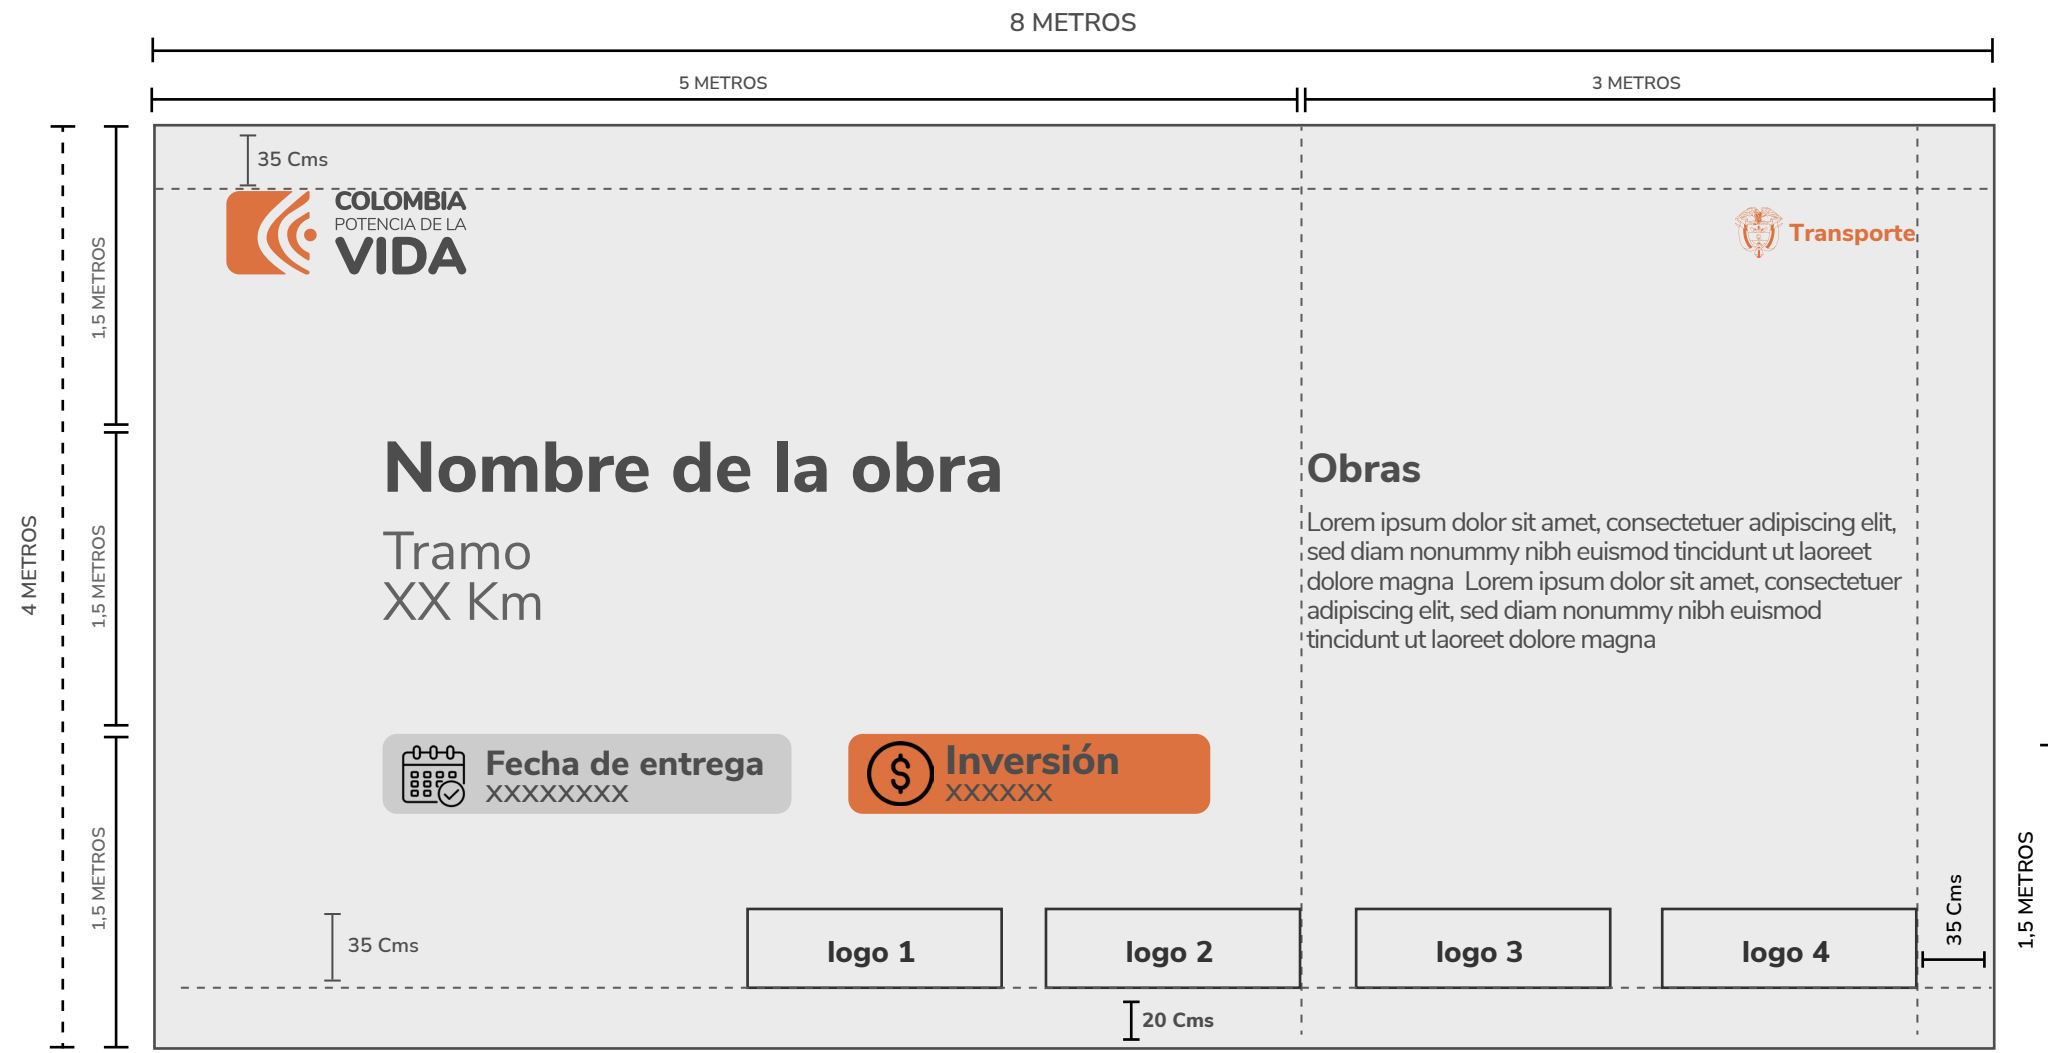 8 METROS
5 METROS
3 METROS
35 Cms
COLOMBIA
POTENCIA DE LA
VIDA
Transporte
1,5 METROS
4 METROS
1,5 METROS
1,5 METROS
Nombre de la obra
Tramo
XX Km
Obras
Lorem ipsum dolor sit amet, consectetuer adipiscing elit,
sed diam nonummy nibh euismod tincidunt ut laoreet
dolore magna  Lorem ipsum dolor sit amet, consectetuer
adipiscing elit, sed diam nonummy nibh euismod
tincidunt ut laoreet dolore magna
Fecha de entrega
XXXXXXXX
$
Inversión
XXXXXX
35 Cms
logo 1
logo 2
logo 3
logo 4
35 Cms
1,5 METROS
20 Cms